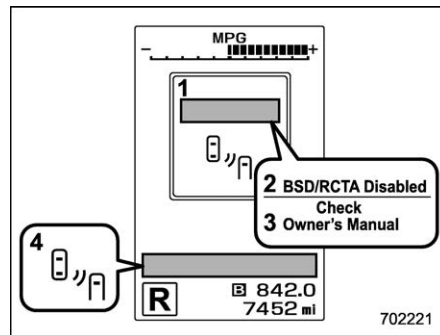 MPG
- +
1
2 BSD/RCTA Disabled
Check
3 Owner's Manual
4
R
B 842.0
7452 mi
702221